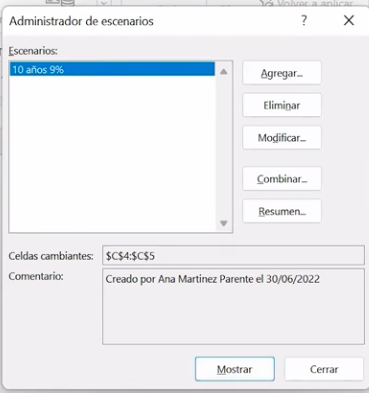 Volver a aplicar
Administrador de escenarios
?
Escenarios:
10 años 9%
Agregar...
Eliminar
Modificar...
Combinar...
Resumen...
Celdas cambiantes:
$C$4:$C$5
Comentario:
Creado por Ana Martinez Parente el 30/06/2022
Mostrar
Cerrar